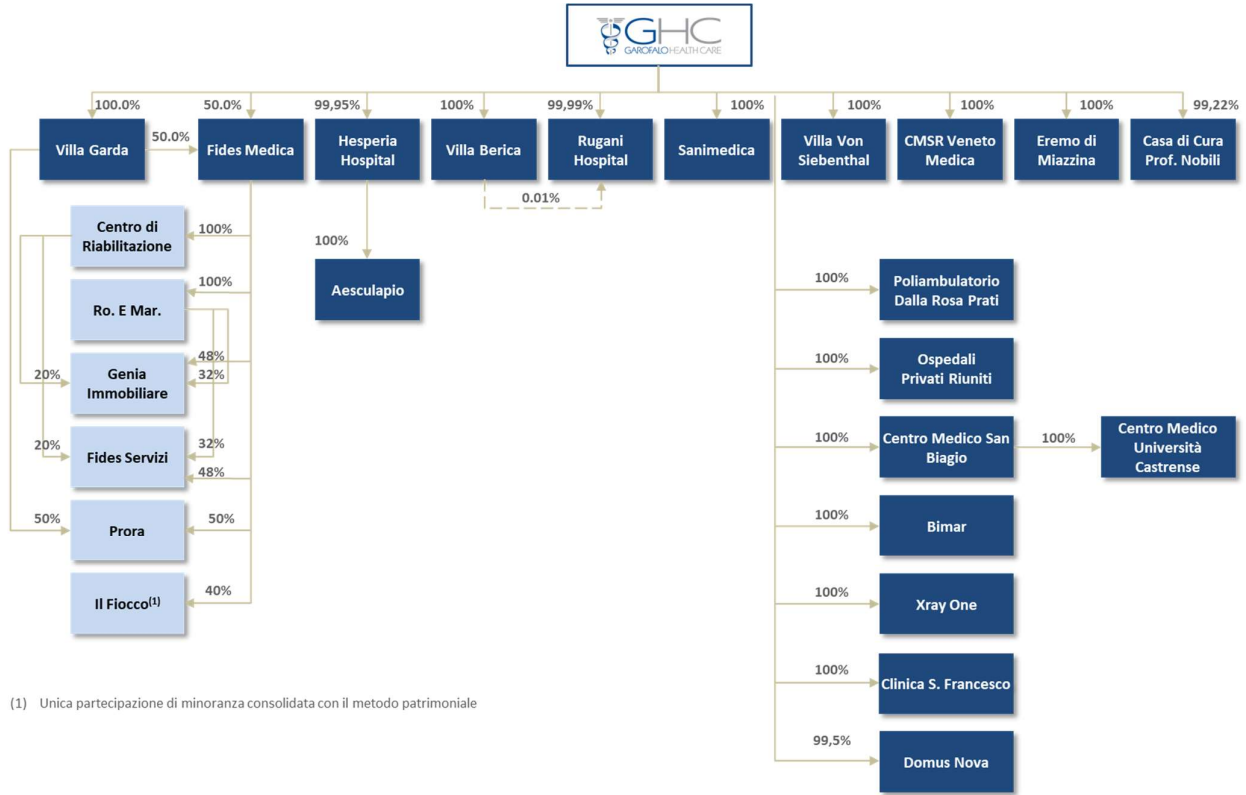 GHC
GAROFALO HEALTH CARE
100.0%
50.0%
99,95%
100%
99,99%
100%
100%
100%
100%
99,22%
Villa Garda
50.0%
Fides Medica
Hesperia
Hospital
Villa Berica
Rugani
Hospital
Sanimedica
Villa Von
Siebenthal
CMSR Veneto
Medica
Eremo di
Miazzina
Casa di Cura
Prof. Nobili
0.01%
Centro di
Riabilitazione
100%
100%
Aesculapio
Ro. E Mar.
100%
Genia
Immobiliare
20%
48%
32%
Fides Servizi
20%
32%
48%
Prora
50%
50%
Il Fiocco(1)
40%
100%
Poliambulatorio
Dalla Rosa Prati
100%
Ospedali
Privati Riuniti
100%
Centro Medico San
Biagio
100%
Centro Medico
Università
Castrense
100%
Bimar
100%
Xray One
100%
Clinica S. Francesco
99,5%
Domus Nova
(1) Unica partecipazione di minoranza consolidata con il metodo patrimoniale